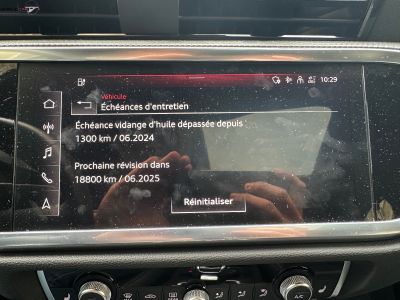 10:29
Véhicule
Échéances d'entretien
Échéance vidange d'huile dépassée depuis :
1300 km / 06.2024
Prochaine révision dans
18800 km / 06.2025
Réinitialiser
A/C